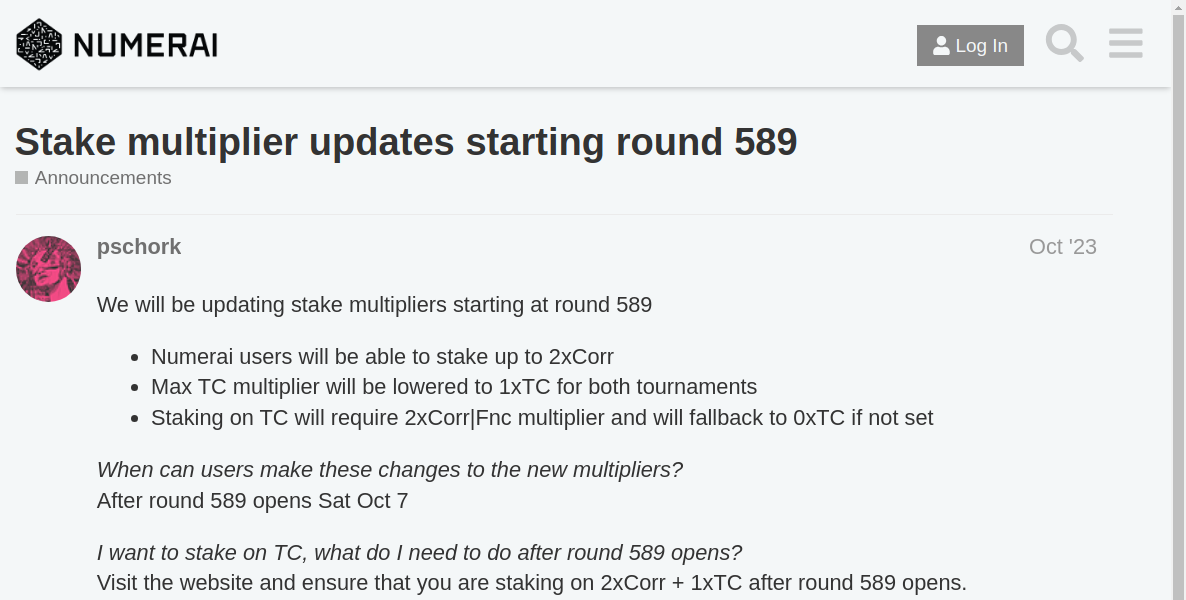 NUMERAI
Log In
Stake multiplier updates starting round 589
Announcements
pschork
Oct '23
We will be updating stake multipliers starting at round 589
• Numerai users will be able to stake up to 2xCorr
• Max TC multiplier will be lowered to 1xTC for both tournaments
• Staking on TC will require 2xCorr|Fnc multiplier and will fallback to 0xTC if not set
When can users make these changes to the new multipliers?
After round 589 opens Sat Oct 7
I want to stake on TC, what do I need to do after round 589 opens?
Visit the website and ensure that you are staking on 2xCorr + 1xTC after round 589 opens.